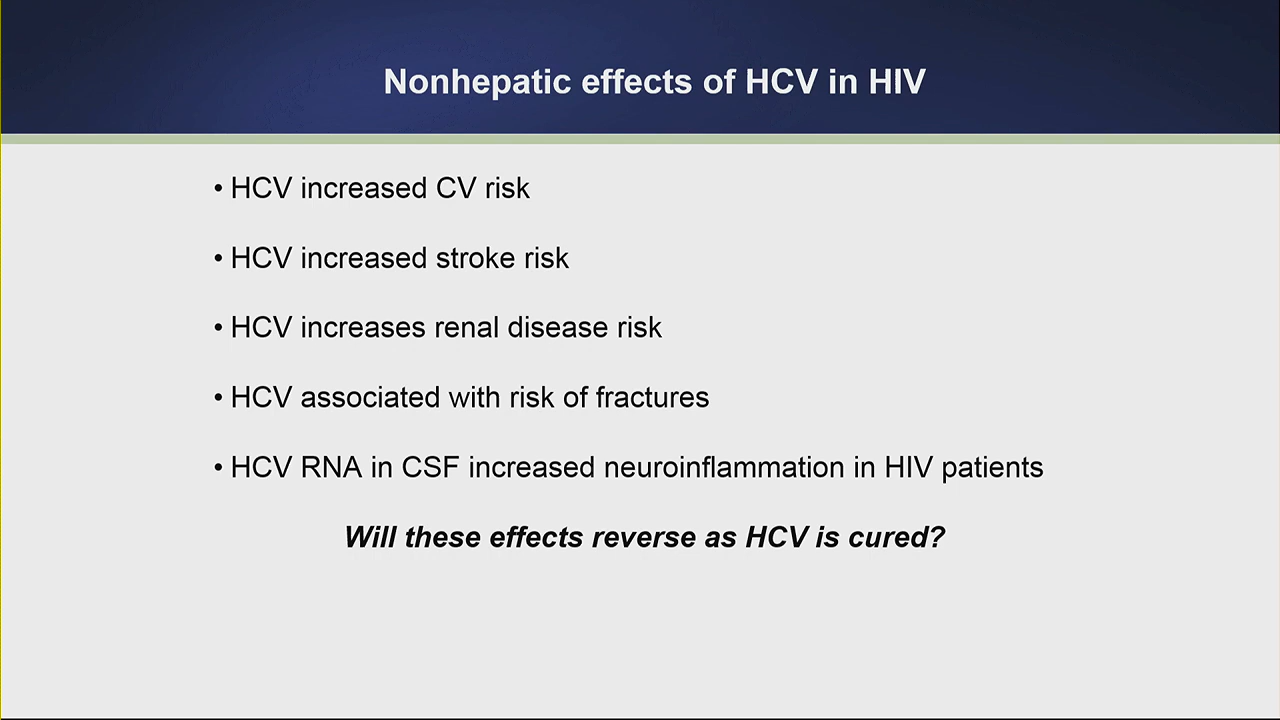 Nonhepatic effects of HCV in HIV
• HCV increased CV risk
• HCV increased stroke risk
• HCV increases renal disease risk
• HCV associated with risk of fractures
• HCV RNA in CSF increased neuroinflammation in HIV patients
Will these effects reverse as HCV is cured?